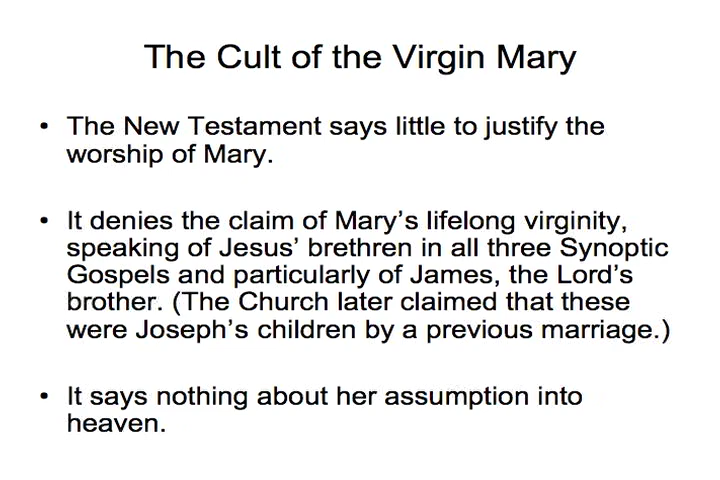 The Cult of the Virgin Mary
• The New Testament says little to justify the
worship of Mary.
• It denies the claim of Mary's lifelong virginity,
speaking of Jesus' brethren in all three Synoptic
Gospels and particularly of James, the Lord's
brother. (The Church later claimed that these
were Joseph's children by a previous marriage.)
• It says nothing about her assumption into
heaven.